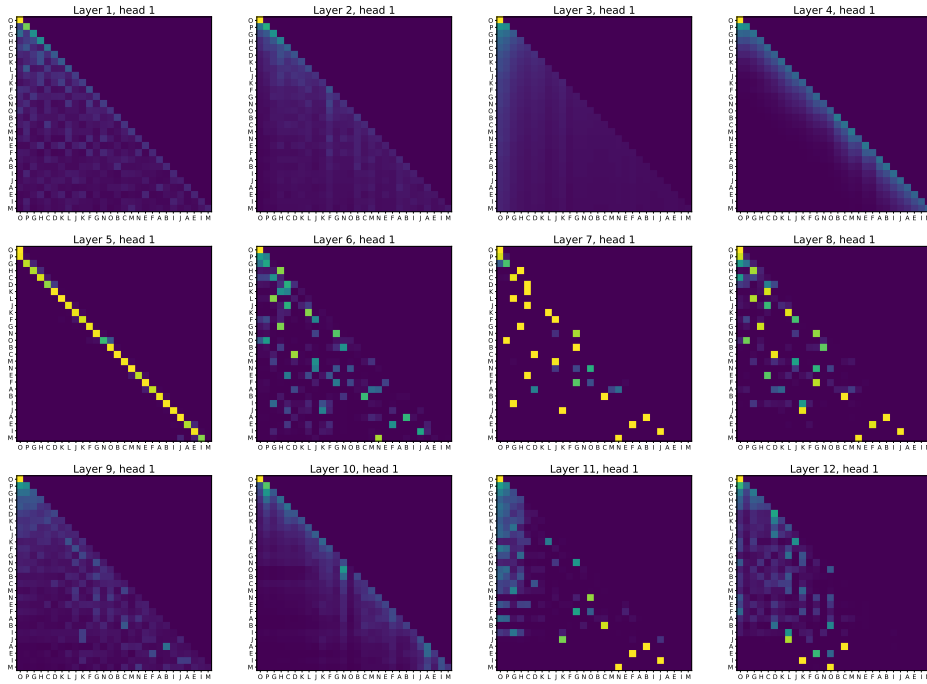 Layer 1, head 1
O P G H C D K L J K F G N O B C M N E F A B I J A E I M
O P G H C D K L J K F G N O B C M N E F A B I J A E I M
Layer 2, head 1
O P G H C D K L J K F G N O B C M N E F A B I J A E I M
O P G H C D K L J K F G N O B C M N E F A B I J A E I M
Layer 3, head 1
O P G H C D K L J K F G N O B C M N E F A B I J A E I M
O P G H C D K L J K F G N O B C M N E F A B I J A E I M
Layer 4, head 1
O P G H C D K L J K F G N O B C M N E F A B I J A E I M
O P G H C D K L J K F G N O B C M N E F A B I J A E I M
Layer 5, head 1
O P G H C D K L J K F G N O B C M N E F A B I J A E I M
O P G H C D K L J K F G N O B C M N E F A B I J A E I M
Layer 6, head 1
O P G H C D K L J K F G N O B C M N E F A B I J A E I M
O P G H C D K L J K F G N O B C M N E F A B I J A E I M
Layer 7, head 1
O P G H C D K L J K F G N O B C M N E F A B I J A E I M
O P G H C D K L J K F G N O B C M N E F A B I J A E I M
Layer 8, head 1
O P G H C D K L J K F G N O B C M N E F A B I J A E I M
O P G H C D K L J K F G N O B C M N E F A B I J A E I M
Layer 9, head 1
O P G H C D K L J K F G N O B C M N E F A B I J A E I M
O P G H C D K L J K F G N O B C M N E F A B I J A E I M
Layer 10, head 1
O P G H C D K L J K F G N O B C M N E F A B I J A E I M
O P G H C D K L J K F G N O B C M N E F A B I J A E I M
Layer 11, head 1
O P G H C D K L J K F G N O B C M N E F A B I J A E I M
O P G H C D K L J K F G N O B C M N E F A B I J A E I M
Layer 12, head 1
O P G H C D K L J K F G N O B C M N E F A B I J A E I M
O P G H C D K L J K F G N O B C M N E F A B I J A E I M